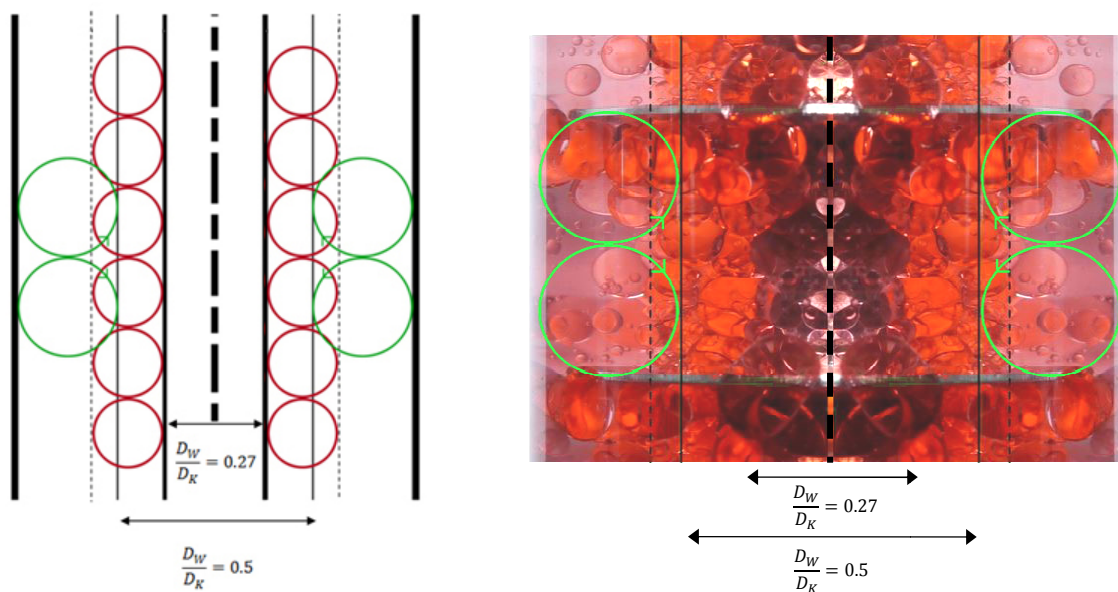 D_W/D_K = 0.27
D_W/D_K = 0.5
D_W/D_K = 0.27
D_W/D_K = 0.5